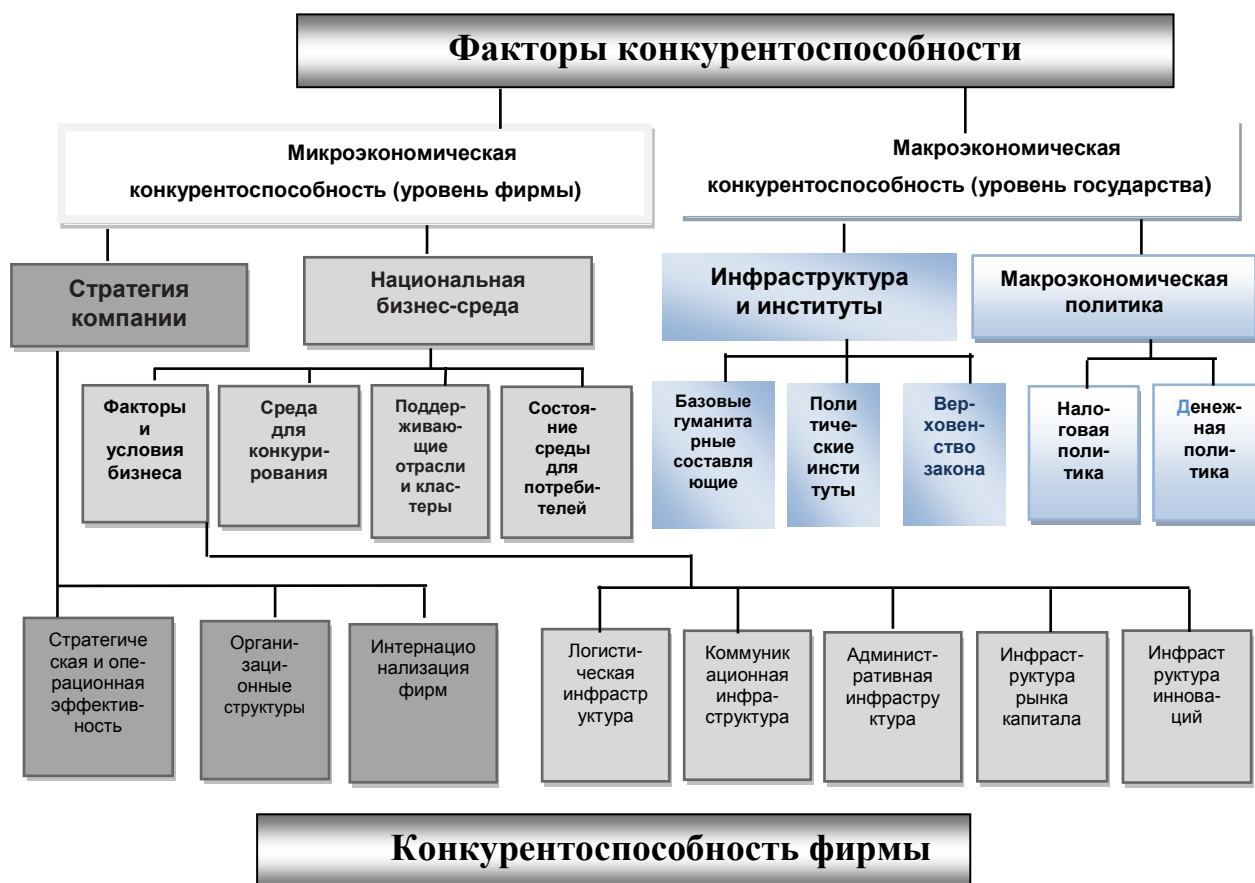 Факторы конкурентоспособности
Микроэкономическая
конкурентоспособность (уровень фирмы)
Макроэкономическая
конкурентоспособность (уровень государства)
Стратегия
компании
Национальная
бизнес-среда
Инфраструктура
и институты
Макроэкономическая
политика
Факторы
и
условия
бизнеса
Среда
для
конкури-
рования
Поддер-
живаю-
щие
отрасли
и клас-
теры
Состоя-
ние
среды
для
потреби-
телей
Базовые
гуманита
рные
составля
ющие
Поли
тичес-
кие
инсти
туты
Вер-
ховен-
ство
закона
Нало-
говая
поли-
тика
Денеж-
ная
поли-
тика
Стратегиче
ская и опе-
рационная
эффектив-
ность
Органи-
заци-
онные
структуры
Интернацио
нализация
фирм
Логисти-
ческая
инфрастр
уктура
Коммуник
ационная
инфра-
структура
Админист-
ративная
инфрастру
ктура
Инфраст-
руктура
рынка
капитала
Инфраст
руктура
иннова-
ций
Конкурентоспособность фирмы